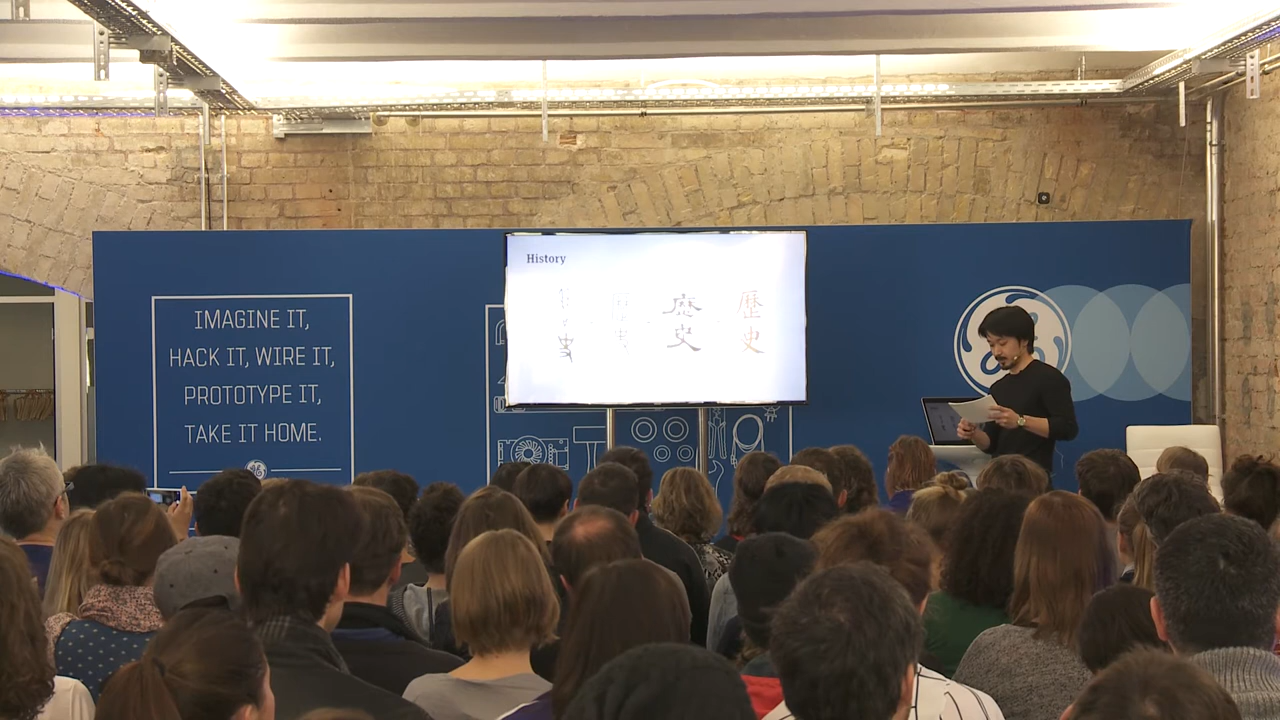 IMAGINE IT,
HACK IT, WIRE IT,
PROTOTYPE IT,
TAKE IT HOME.
History
歷史 歷史